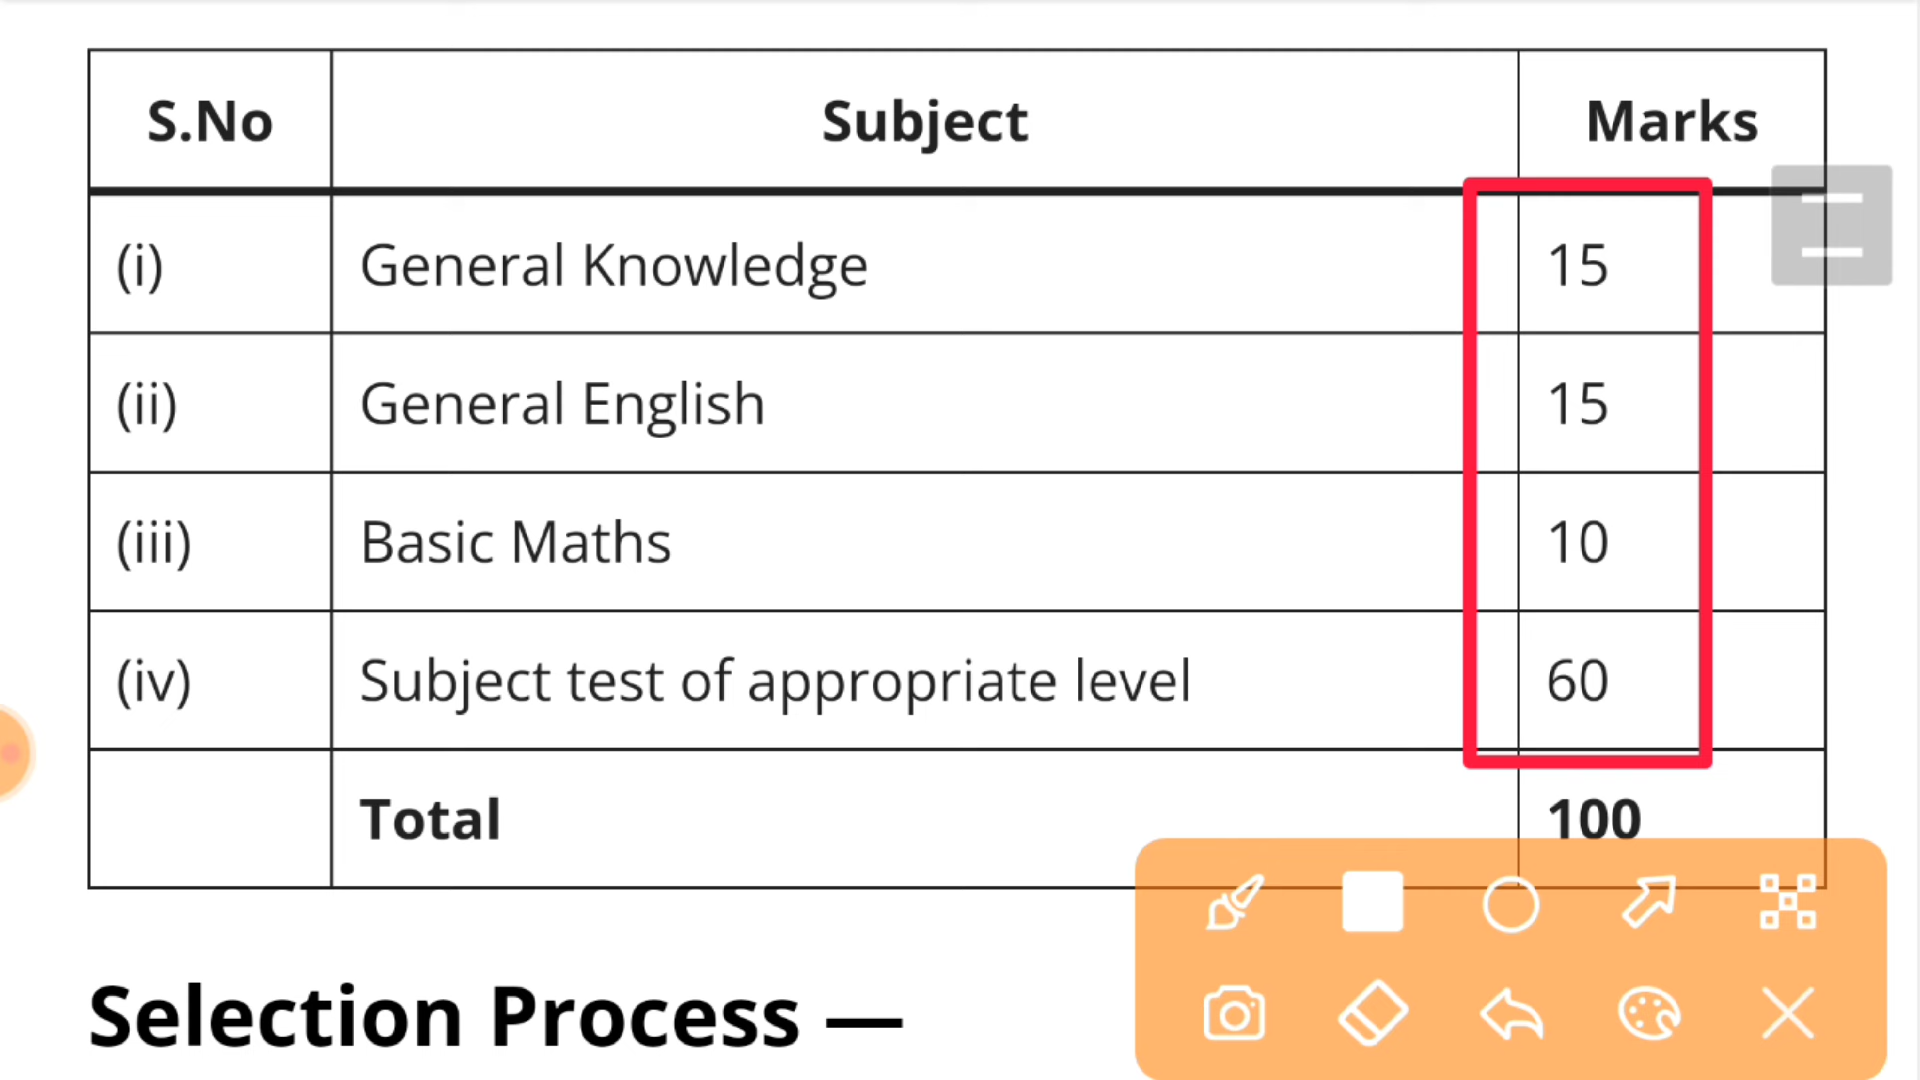 S.No Subject Marks
(i) General Knowledge 15
(ii) General English 15
(iii) Basic Maths 10
(iv) Subject test of appropriate level 60
Total 100
Selection Process —